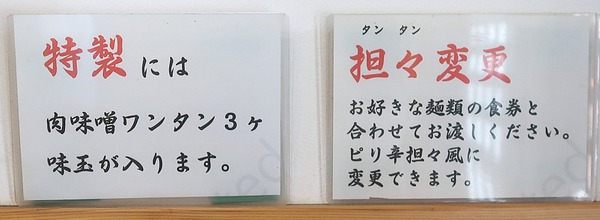 特製には
肉味噌ワンタン3ヶ
味玉が入ります。
タンタン
担々変更
お好きな麺類の食券と
合わせてお渡しください。
ピリ辛担々風に
変更できます。